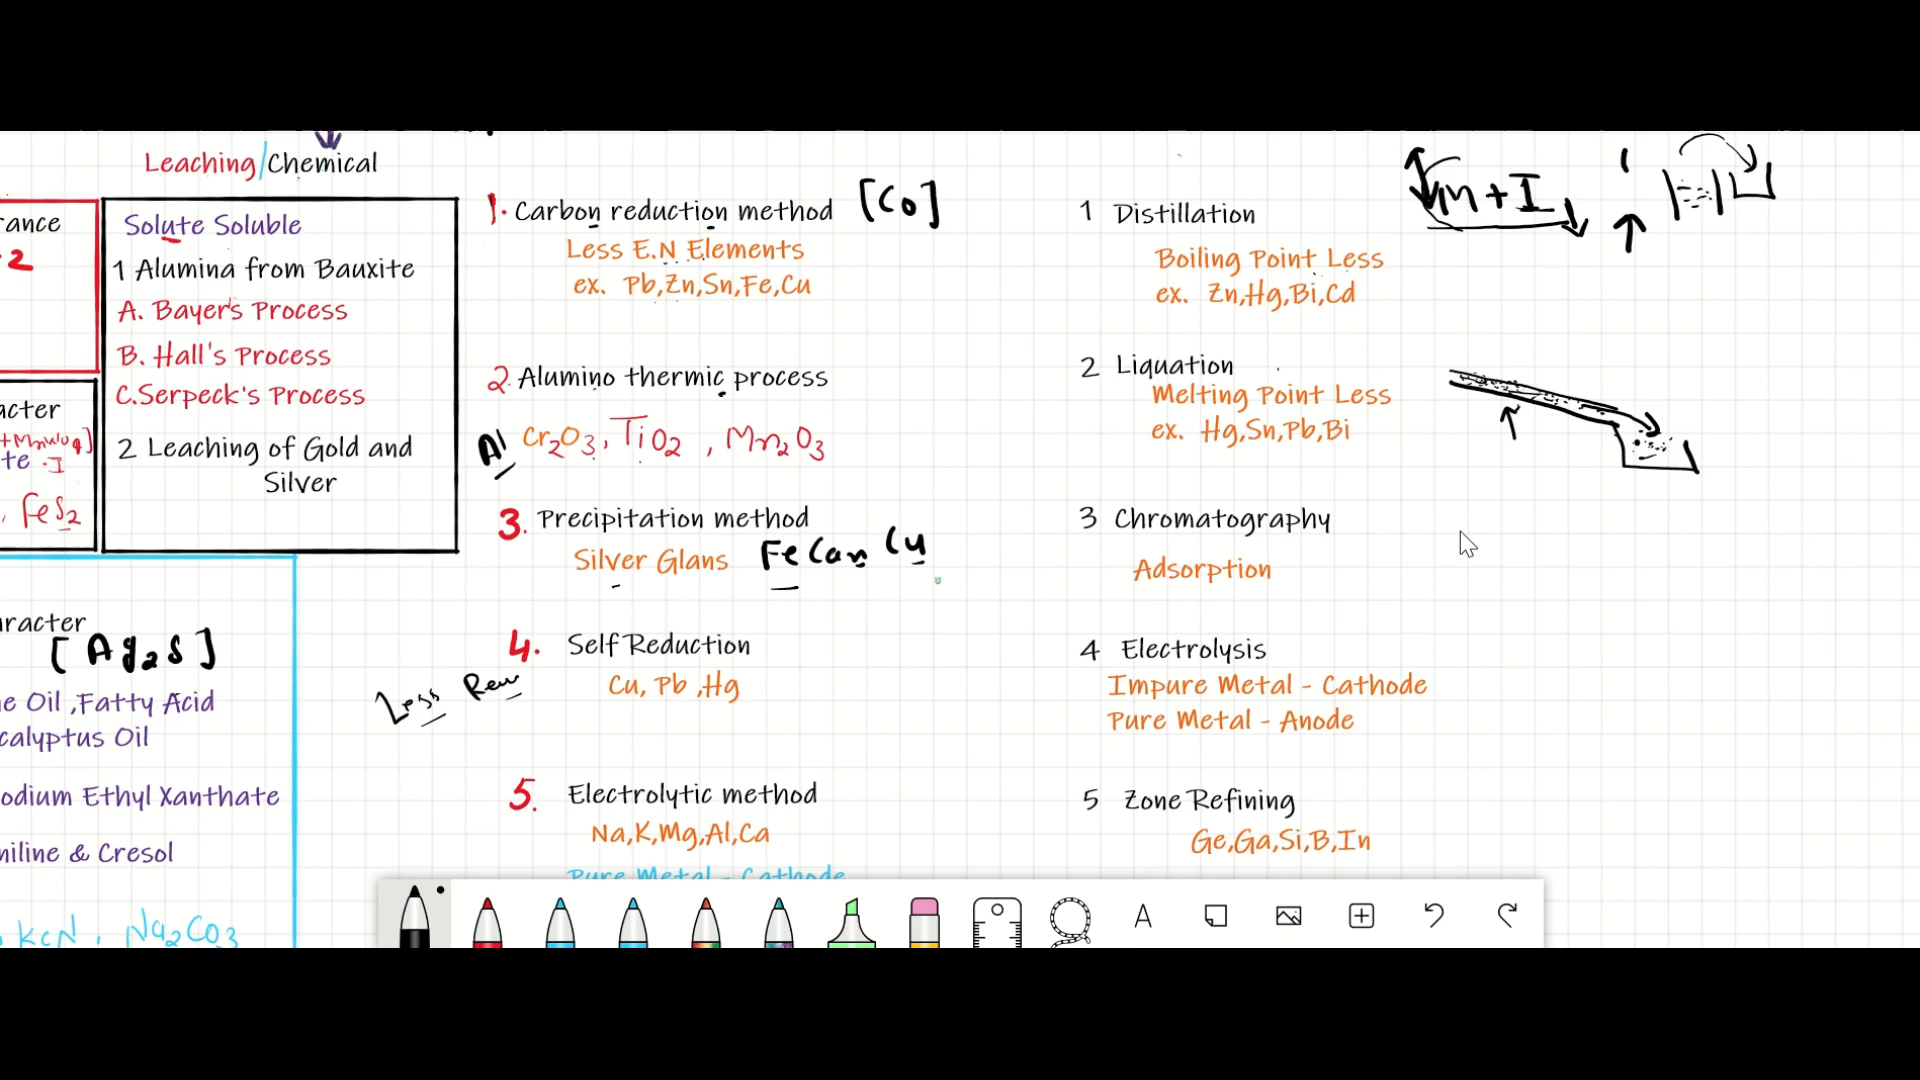 Leaching/Chemical
rance
2
Solute Soluble
1 Alumina from Bauxite
A. Bayer's Process
B. Hall's Process
C.Serpeck's Process
2 Leaching of Gold and
Silver
acter
te . I
, FeS2
aracter
[Ag2S]
e Oil ,Fatty Acid
calyptus Oil
odium Ethyl Xanthate
niline & Cresol
, KCN, Na2CO3
1. Carbon reduction method [Co]
Less E.N Elements
ex. Pb,Zn,Sn,Fe,Cu
2. Alumino thermic process
Al Cr2O3, TiO2, Mn2O3
3. Precipitation method
Silver Glans Fe Can Cu
4. Self Reduction
Less
Cu, Pb ,Hg
5. Electrolytic method
Na,K,Mg,Al,Ca
Pure Metal - Cathode
1 Distillation
m + I
Boiling Point Less
ex. Zn,Hg,Bi,Cd
2 Liquation
Melting Point Less
ex. Hg,Sn,Pb,Bi
3 Chromatography
Adsorption
4 Electrolysis
Impure Metal - Cathode
Pure Metal - Anode
5 Zone Refining
Ge,Ga,Si,B,In
A